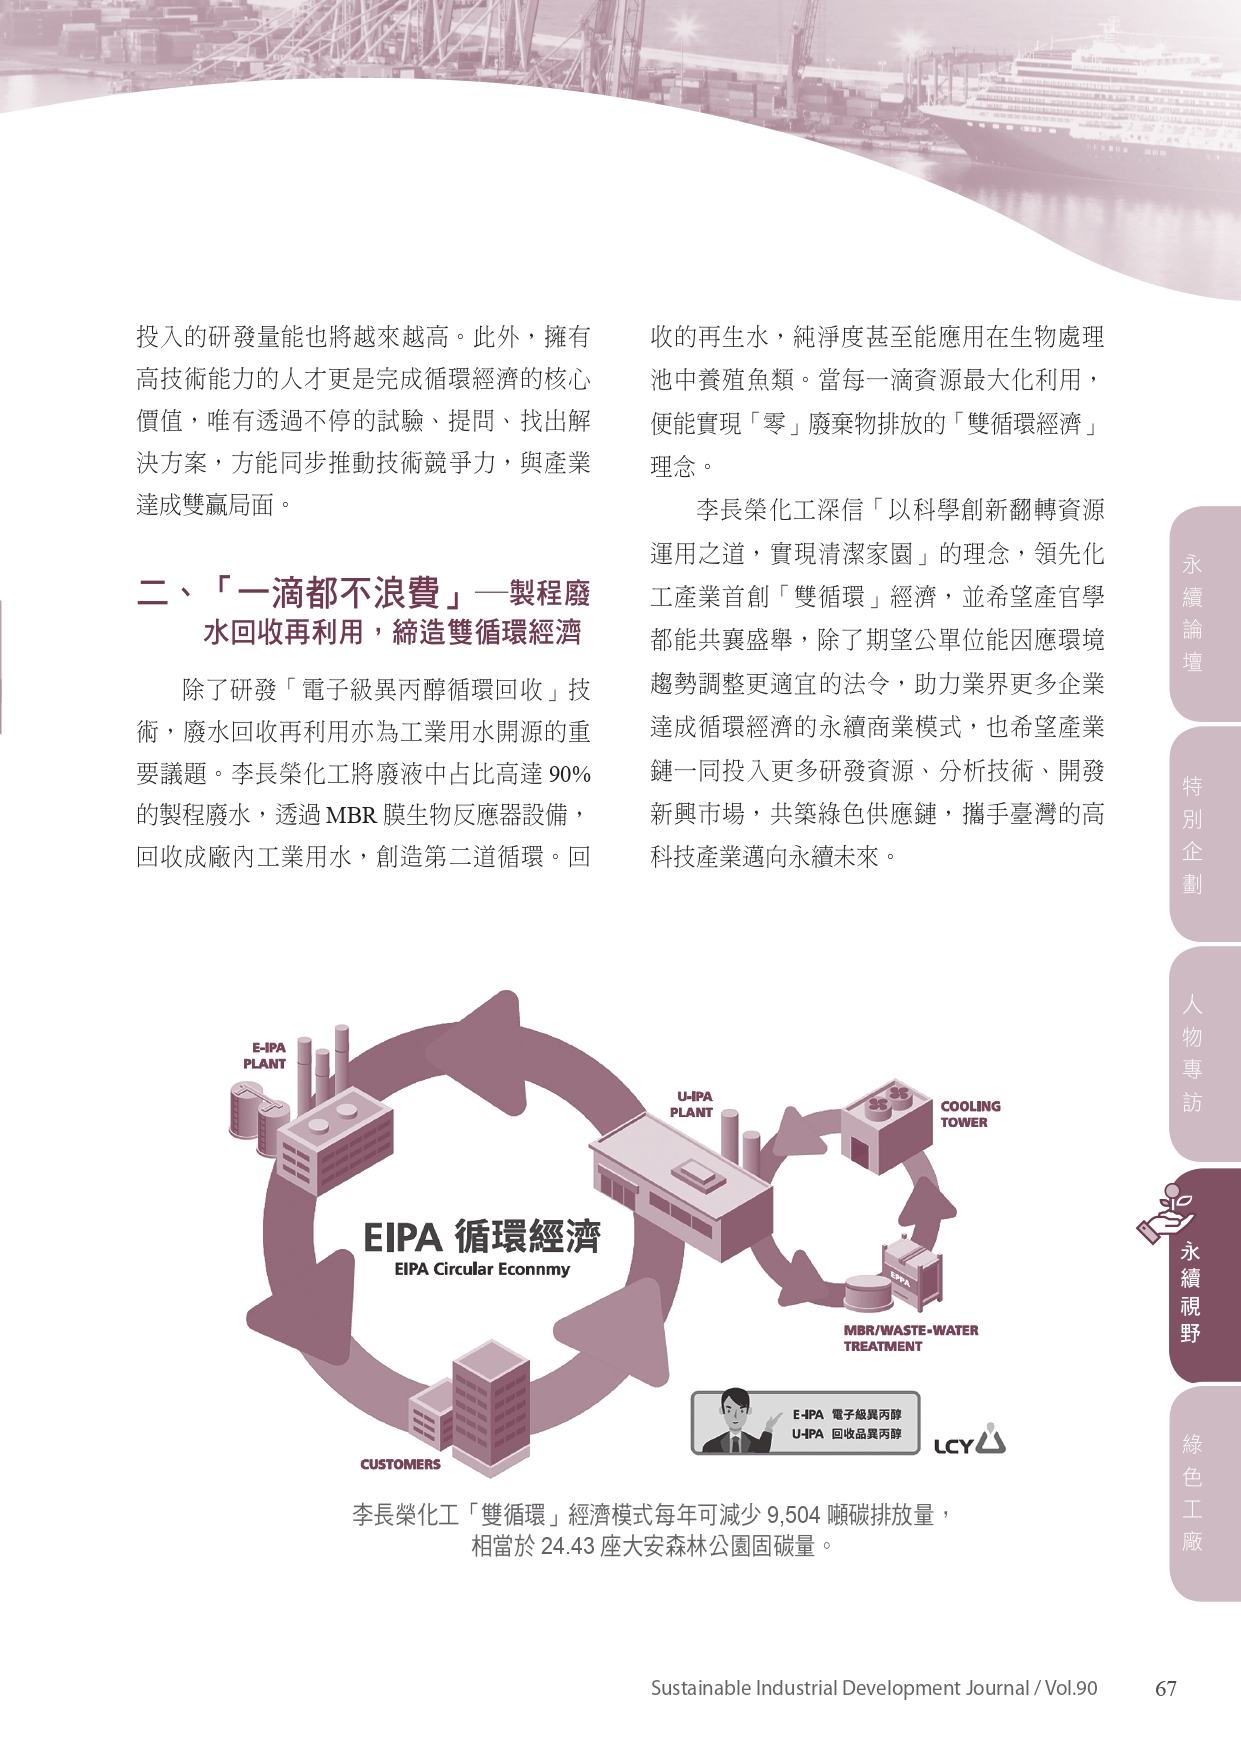 投入的研發量能也將越來越高。此外，擁有
高技術能力的人才更是完成循環經濟的核心
價值，唯有透過不停的試驗、提問、找出解
決方案，方能同步推動技術競爭力，與產業
達成雙贏局面。
二、「一滴都不浪費」─製程廢
水回收再利用，締造雙循環經濟
除了研發「電子級異丙醇循環回收」技
術，廢水回收再利用亦為工業用水開源的重
要議題。李長榮化工將廢液中占比高達 90%
的製程廢水，透過 MBR 膜生物反應器設備，
回收成廠內工業用水，創造第二道循環。回
收的再生水，純淨度甚至能應用在生物處理
池中養殖魚類。當每一滴資源最大化利用，
便能實現「零」廢棄物排放的「雙循環經濟」
理念。
李長榮化工深信「以科學創新翻轉資源
運用之道，實現清潔家園」的理念，領先化
工產業首創「雙循環」經濟，並希望產官學
都能共襄盛舉，除了期望公單位能因應環境
趨勢調整更適宜的法令，助力業界更多企業
達成循環經濟的永續商業模式，也希望產業
鏈一同投入更多研發資源、分析技術、開發
新興市場，共築綠色供應鏈，攜手臺灣的高
科技產業邁向永續未來。
E-IPA
PLANT
U-IPA
PLANT
COOLING
TOWER
EIPA 循環經濟
EIPA Circular Econnmy
EPPA
MBR/WASTE-WATER
TREATMENT
CUSTOMERS
E-IPA 電子級異丙醇
U-IPA 回收品異丙醇
LCY
李長榮化工「雙循環」經濟模式每年可減少 9,504 噸碳排放量，
相當於 24.43 座大安森林公園固碳量。
永續論壇
特別企劃
人物專訪
永續視野
綠色工廠
Sustainable Industrial Development Journal / Vol.90
67